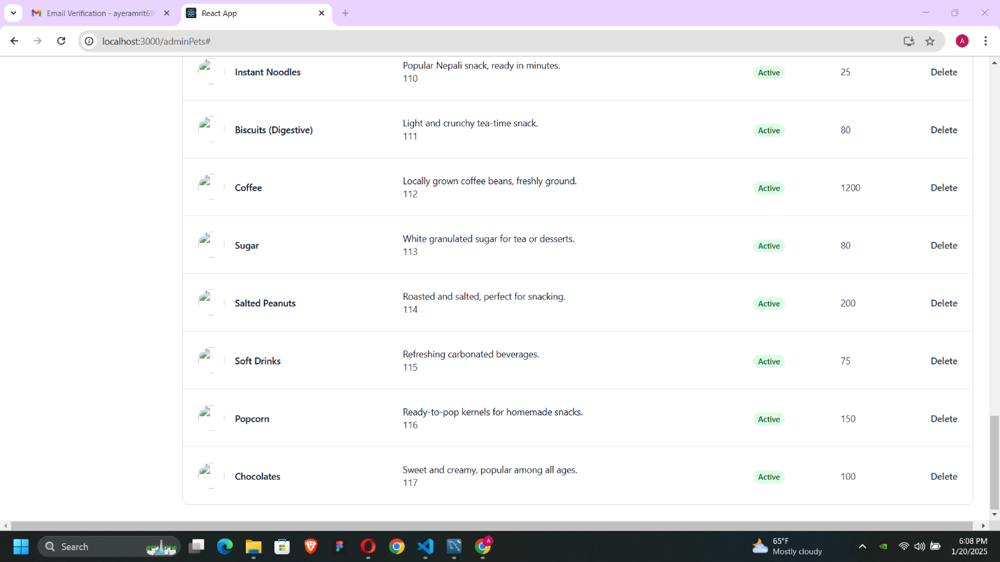 Email Verification - ayeramrit69
React App
localhost:3000/adminPets#
A
Instant Noodles
Popular Nepali snack, ready in minutes.
110
Active
25
Delete
Biscuits (Digestive)
Light and crunchy tea-time snack.
111
Active
80
Delete
Coffee
Locally grown coffee beans, freshly ground.
112
Active
1200
Delete
Sugar
White granulated sugar for tea or desserts.
113
Active
80
Delete
Salted Peanuts
Roasted and salted, perfect for snacking.
114
Active
200
Delete
Soft Drinks
Refreshing carbonated beverages.
115
Active
75
Delete
Popcorn
Ready-to-pop kernels for homemade snacks.
116
Active
150
Delete
Chocolates
Sweet and creamy, popular among all ages.
117
Active
100
Delete
Search
A
65°F
Mostly cloudy
6:08 PM
1/20/2025